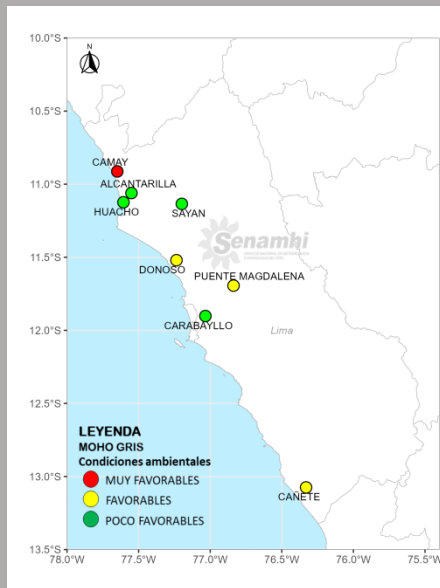 10.0°S
N
10.5°S
CAMAY
11.0°S
ALCANTARILLA
HUACHO
SAYAN
Senamhi
11.5°S
DONOSO
PUENTE MAGDALENA
12.0°S
CARABAYLLO
Lima
12.5°S
LEYENDA
MOHO GRIS
Condiciones ambientales
MUY FAVORABLES
FAVORABLES
POCO FAVORABLES
13.0°S
CAÑETE
13.5°S
78.0°W
77.5°W
77.0°W
76.5°W
76.0°W
75.5°W